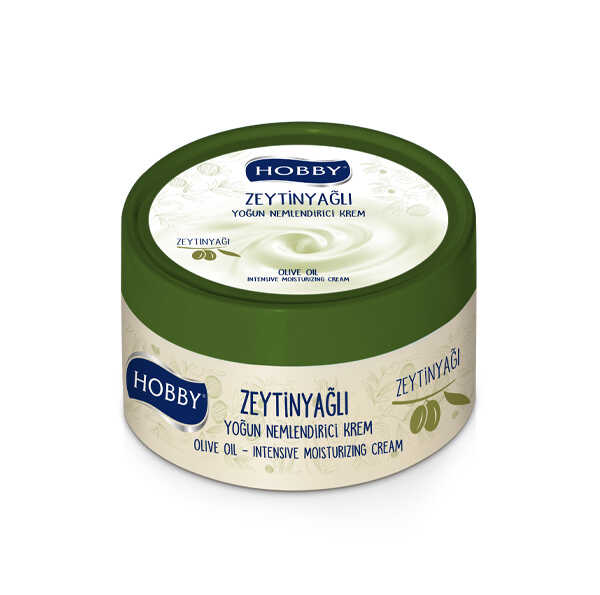 HOBBY
ZEYTİNYAĞLI
YOĞUN NEMLENDİRİCİ KREM
ZEYTİNYAĞI
OLIVE OIL
INTENSIVE MOISTURIZING CREAM
HOBBY
ZEYTİNYAĞLI
YOĞUN NEMLENDİRİCİ KREM
OLIVE OIL – INTENSIVE MOISTURIZING CREAM
ZEYTİNYAĞI